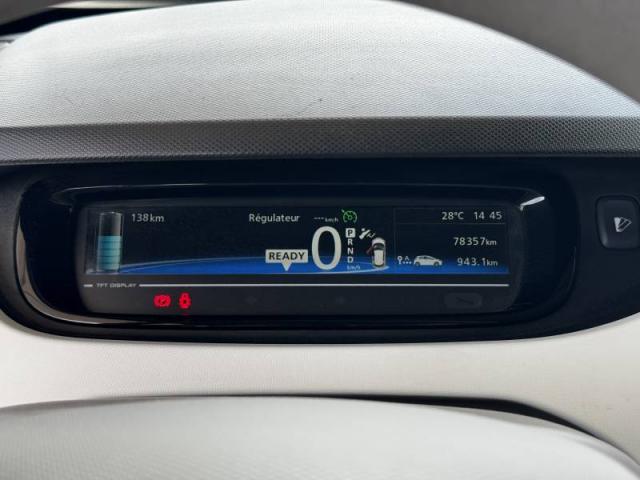 138km
Régulateur ---km/h
28°C 14 45
READY 0 km/h
P
R
N
D
78357km
943.1km
TFT DISPLAY